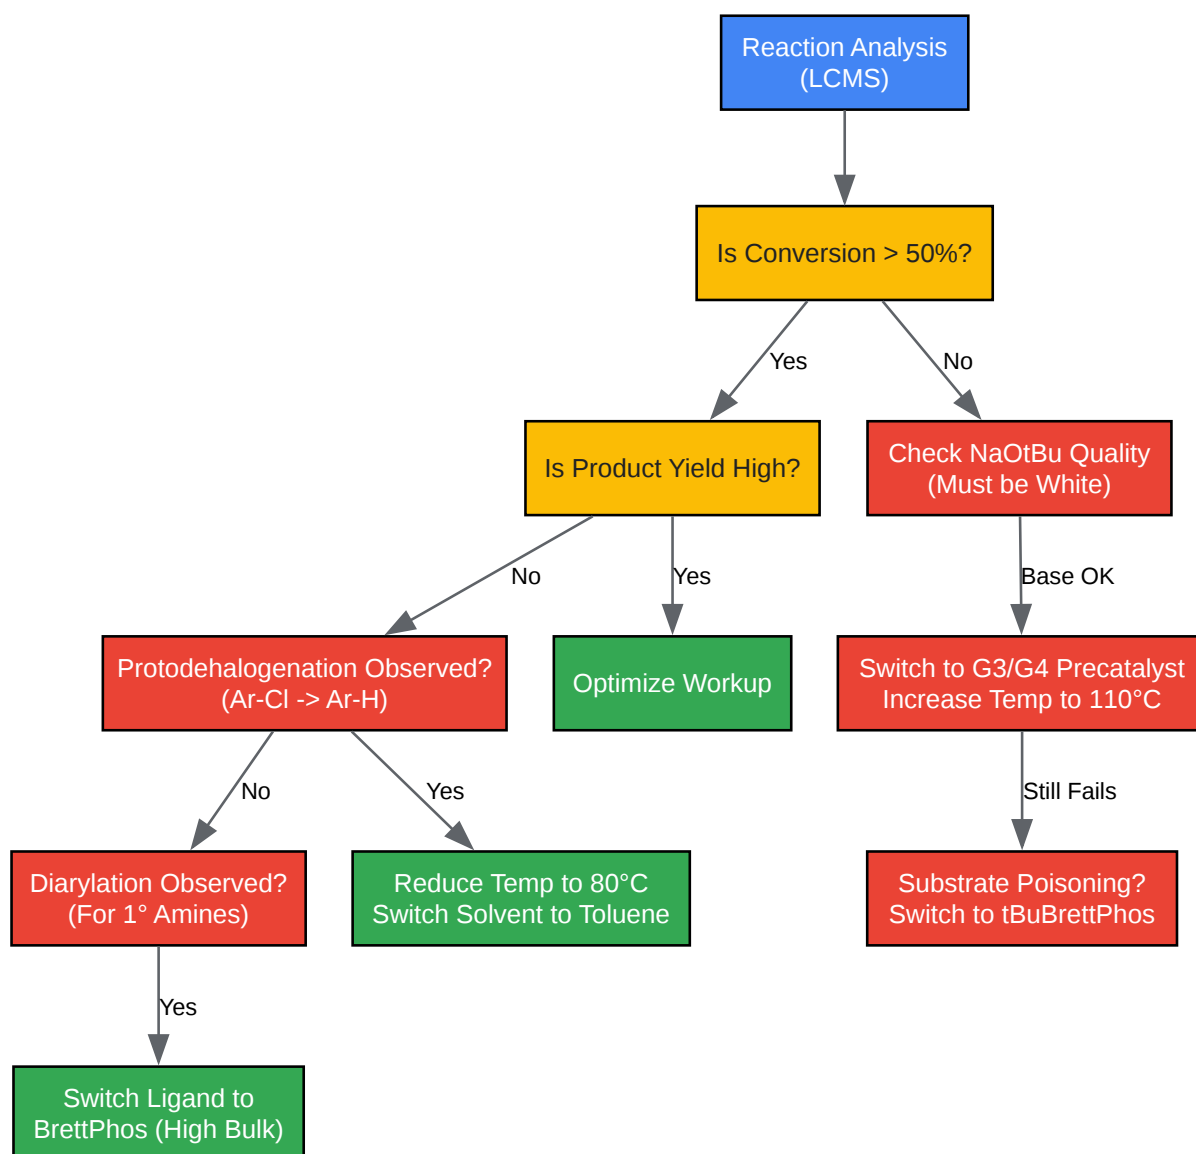 Reaction Analysis
(LCMS)
Is Conversion > 50%?
Yes
No
Is Product Yield High?
Check NaOtBu Quality
(Must be White)
No
Yes
Base OK
Protodehalogenation Observed?
(Ar-Cl -> Ar-H)
Optimize Workup
Switch to G3/G4 Precatalyst
Increase Temp to 110°C
No
Yes
Still Fails
Diarylation Observed?
(For 1° Amines)
Reduce Temp to 80°C
Switch Solvent to Toluene
Substrate Poisoning?
Switch to tBuBrettPhos
Yes
Switch Ligand to
BrettPhos (High Bulk)